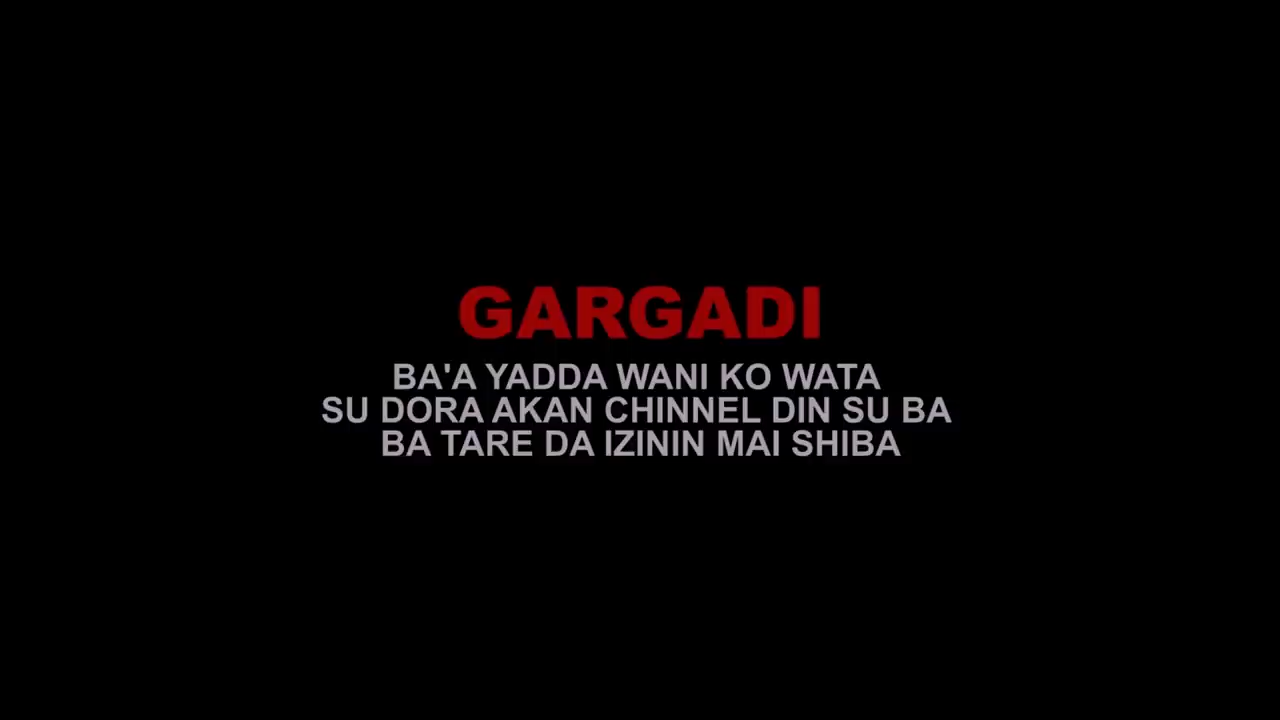 GARGADI
BA'A YADDA WANI KO WATA
SU DORA AKAN CHINNEL DIN SU BA
BA TARE DA IZININ MAI SHIBA